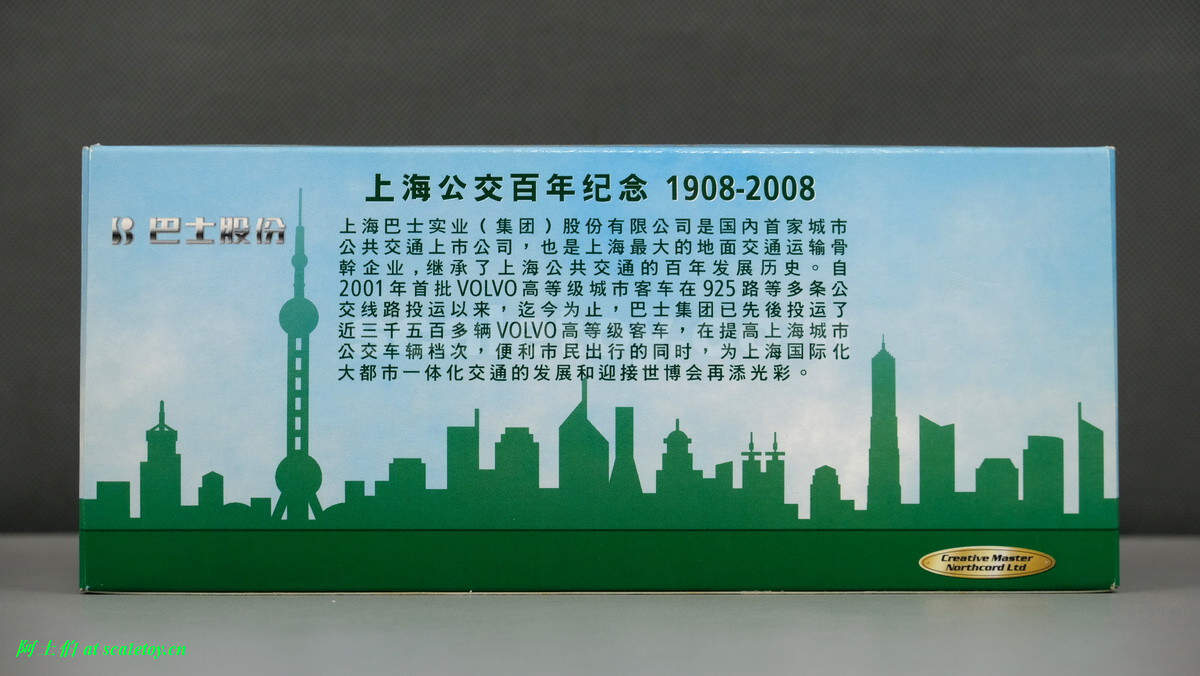 上海公交百年纪念 1908-2008
巴士股份
上海巴士实业（集团）股份有限公司是国内首家城市
公共交通上市公司，也是上海最大的地面交通运输骨
幹企业,继承了上海公共交通的百年发展历史。自
2001年首批VOLVO高等级城市客车在925路等多条公
交线路投运以来，迄今为止，巴士集团已先後投运了
近三千五百多辆VOLVO高等级客车，在提高上海城市
公交车辆档次，便利市民出行的同时，为上海国际化
大都市一体化交通的发展和迎接世博会再添光彩。
Creative Master
Northcord Ltd
阿上伯 at scaletoy.cn